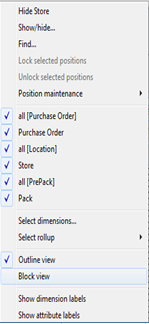 Hide Store
Show/hide...
Find...
Lock selected positions
Unlock selected positions
Position maintenance
all [Purchase Order]
Purchase Order
all [Location]
Store
all [PrePack]
Pack
Select dimensions...
Select rollup
Outline view
Block view
Show dimension labels
Show attribute labels